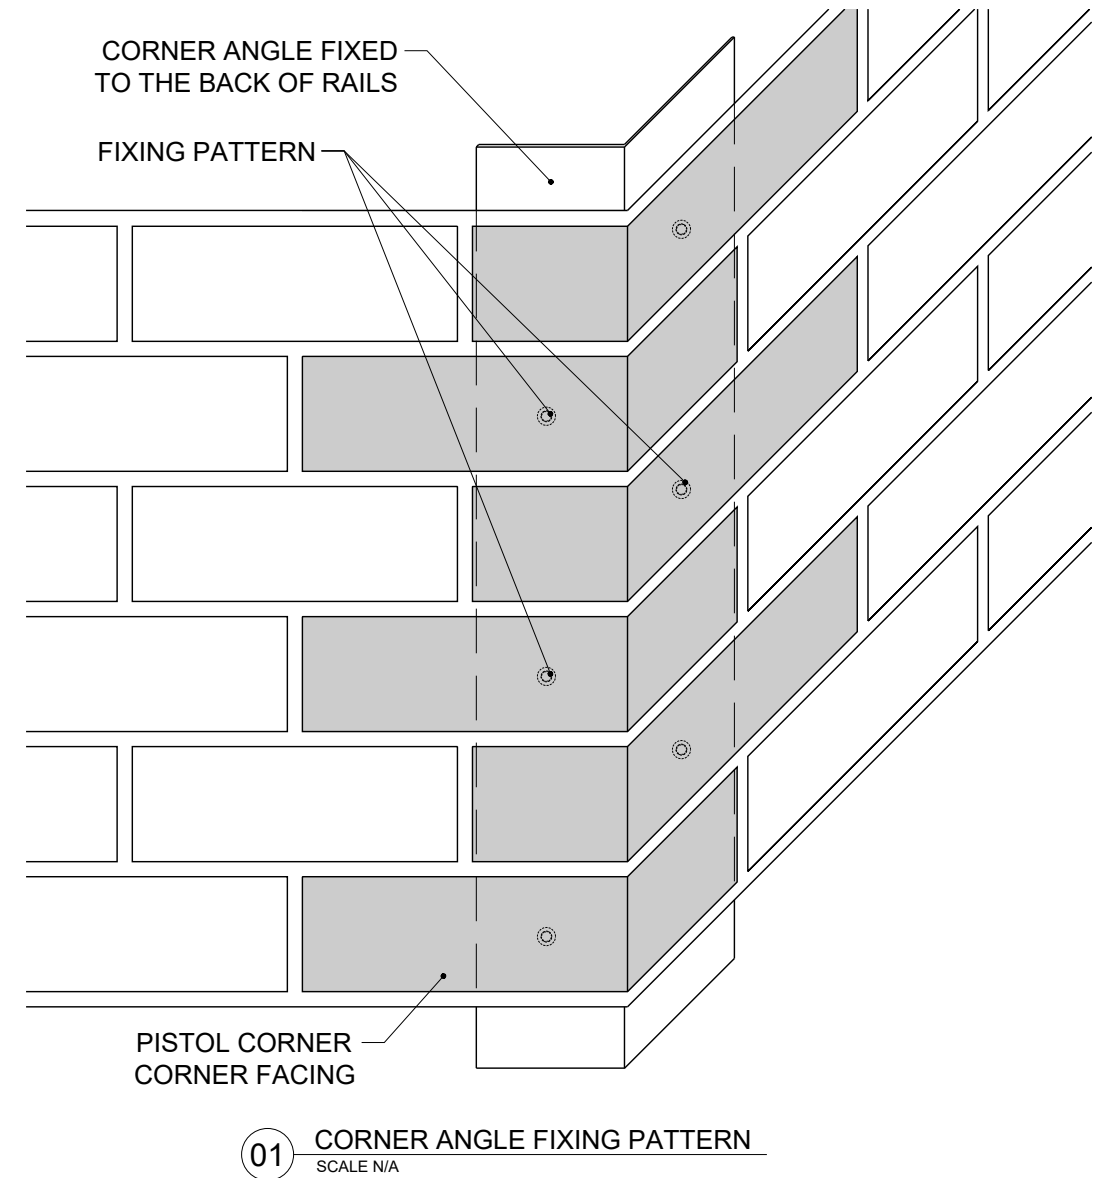 CORNER ANGLE FIXED
TO THE BACK OF RAILS
FIXING PATTERN
PISTOL CORNER
CORNER FACING
01
CORNER ANGLE FIXING PATTERN
SCALE N/A